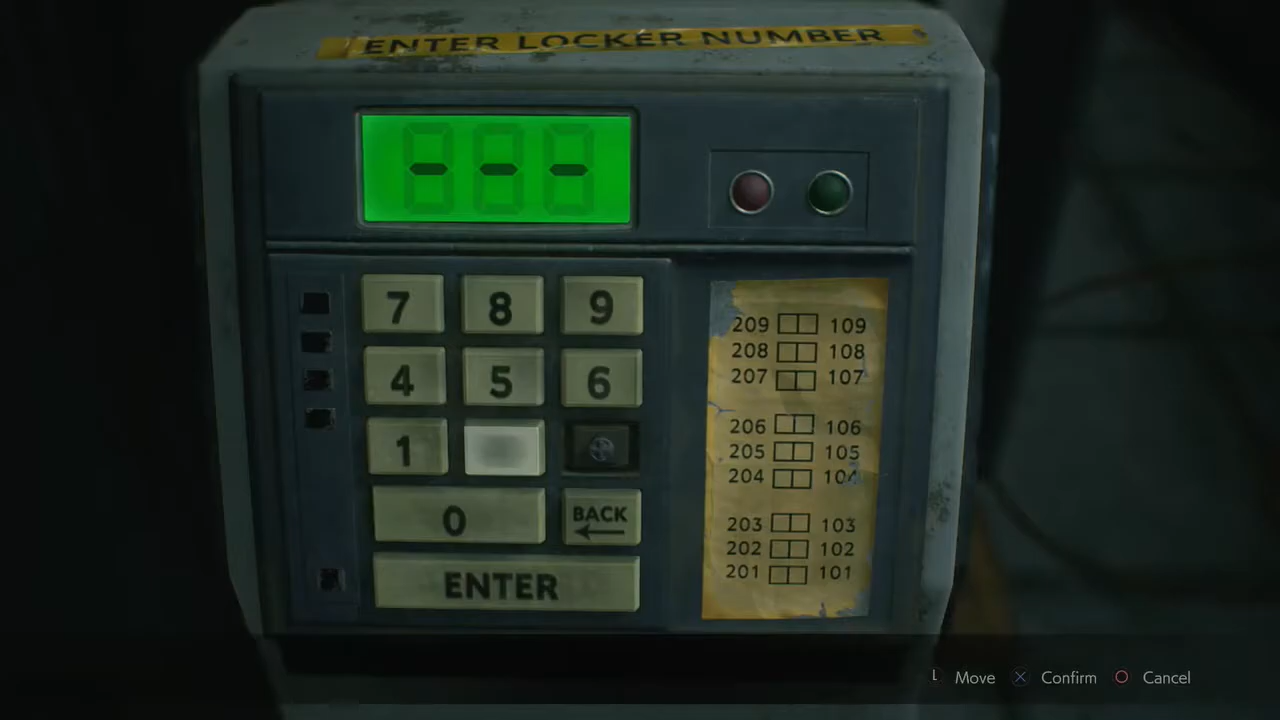 ENTER LOCKER NUMBER
- - -
7 8 9
4 5 6
1
0 BACK
ENTER
209 109
208 108
207 107
206 106
205 105
204 104
203 103
202 102
201 101
L Move Confirm Cancel